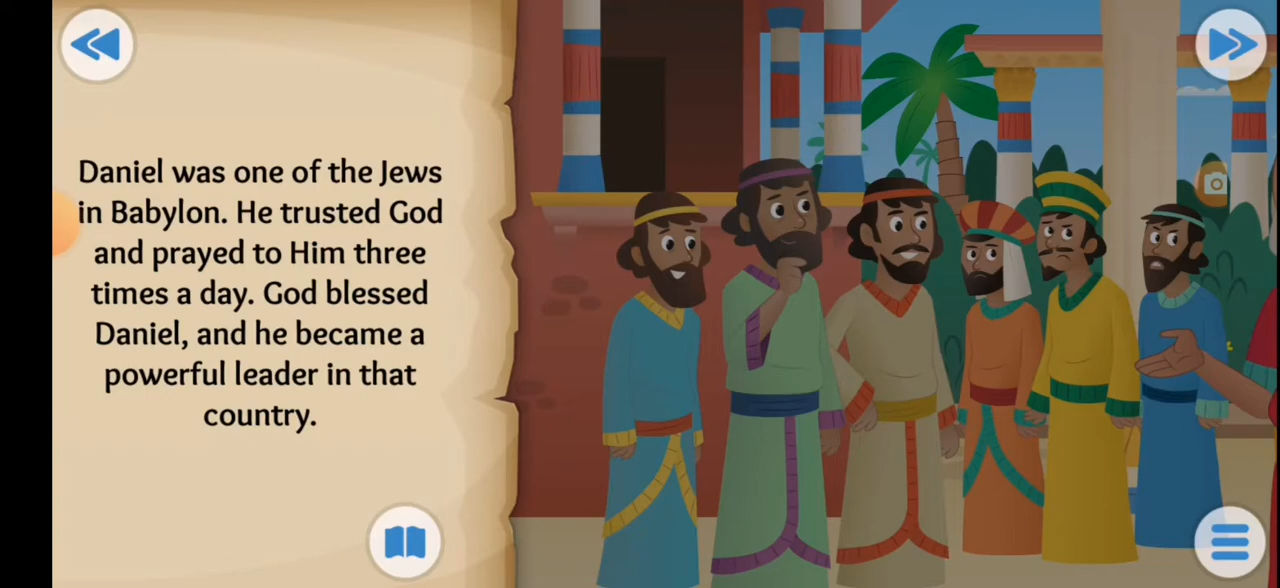 Daniel was one of the Jews
in Babylon. He trusted God
and prayed to Him three
times a day. God blessed
Daniel, and he became a
powerful leader in that
country.